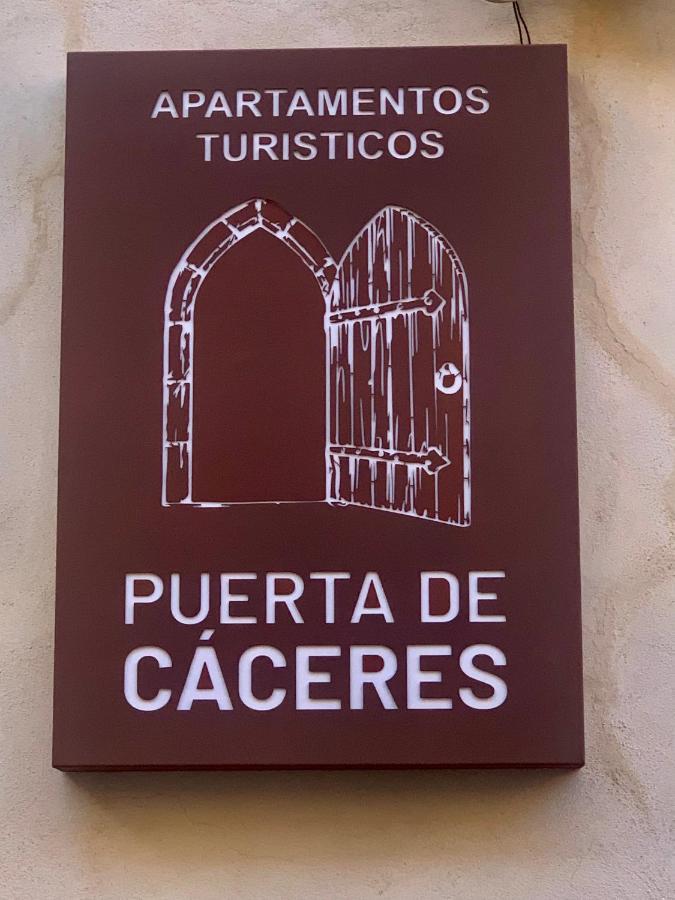 APARTAMENTOS
TURISTICOS
PUERTA DE
CÁCERES